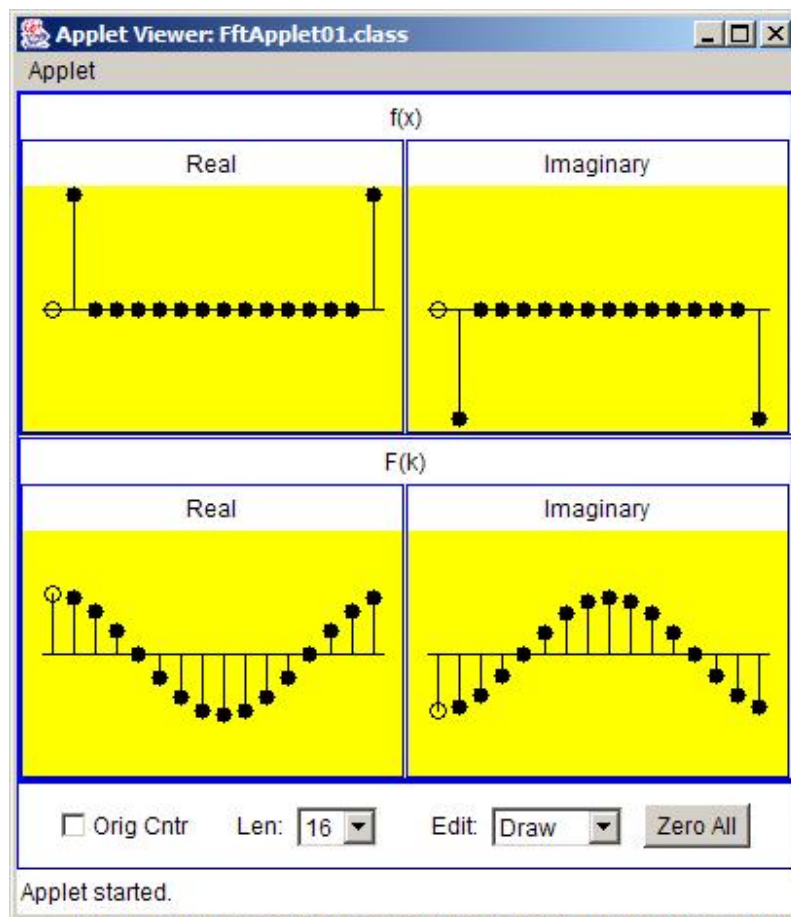 Applet Viewer: FftApplet01.class
Applet
f(x)
Real Imaginary
F(k)
Real Imaginary
Orig Cntr Len: 16 Edit: Draw Zero All
Applet started.